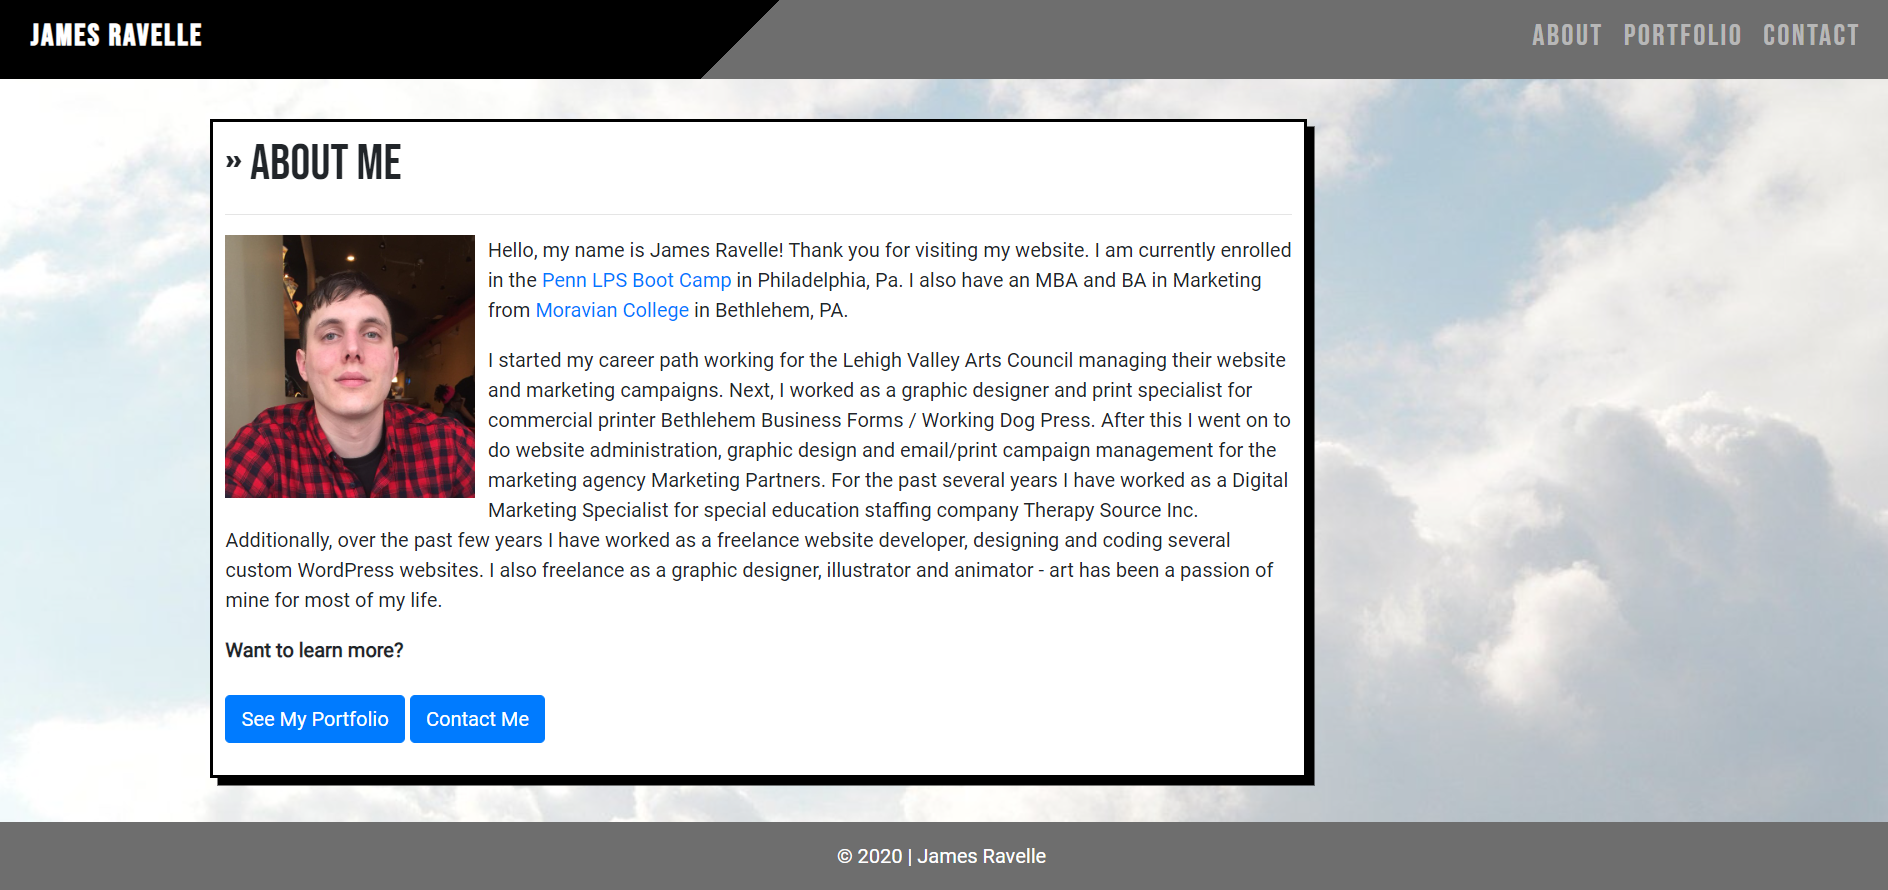 JAMES RAVELLE
ABOUT PORTFOLIO CONTACT
» ABOUT ME
Hello, my name is James Ravelle! Thank you for visiting my website. I am currently enrolled
in the Penn LPS Boot Camp in Philadelphia, Pa. I also have an MBA and BA in Marketing
from Moravian College in Bethlehem, PA.
I started my career path working for the Lehigh Valley Arts Council managing their website
and marketing campaigns. Next, I worked as a graphic designer and print specialist for
commercial printer Bethlehem Business Forms / Working Dog Press. After this I went on to
do website administration, graphic design and email/print campaign management for the
marketing agency Marketing Partners. For the past several years I have worked as a Digital
Marketing Specialist for special education staffing company Therapy Source Inc.
Additionally, over the past few years I have worked as a freelance website developer, designing and coding several
custom WordPress websites. I also freelance as a graphic designer, illustrator and animator - art has been a passion of
mine for most of my life.
Want to learn more?
See My Portfolio Contact Me
© 2020 | James Ravelle